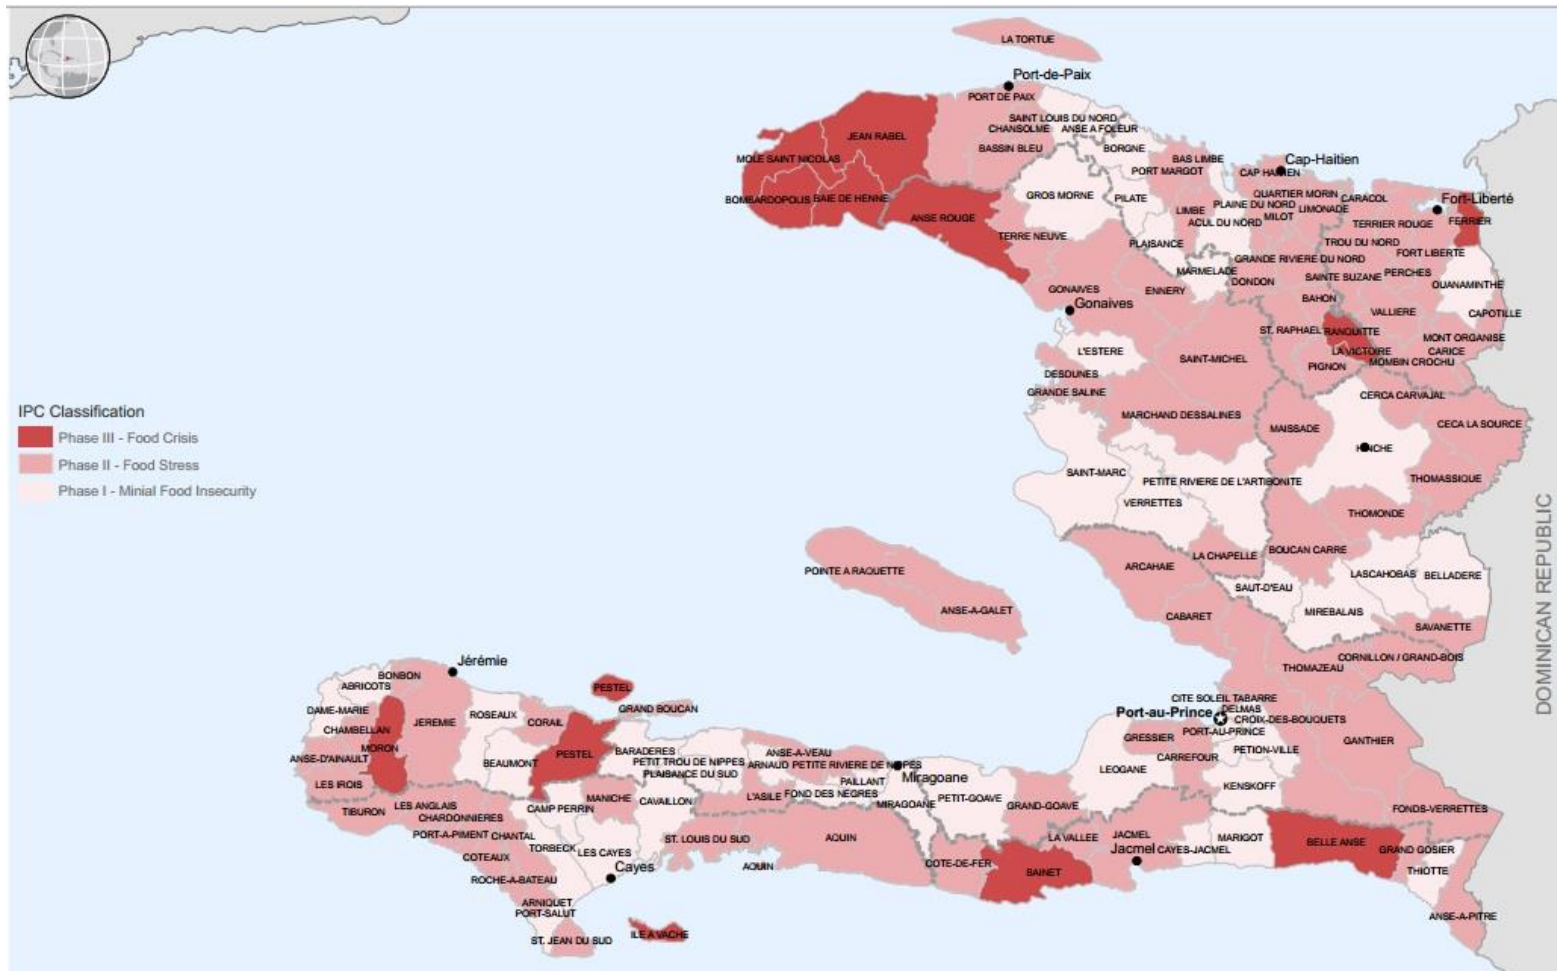 LA TORTUE
Port-de-Paix
PORT DE PAIX
SAINT LOUIS DU NORD
CHANSOLME
ANSE A FOLEUR
JEAN RABEL
BASSIN BLEU
BORGNE
MOLE SAINT NICOLAS
BAS LIMBE
PORT MARGOT
Cap-Haitien
CAP HAITIEN
BOMBARDOPOLIS
BAIE DE HENNE
GROS MORNE
PILATE
QUARTIER MORIN
CARACOL
Fort-Liberté
PLAINE DU NORD
LIMONADE
LIMBE
ANSE ROUGE
MILOT
FERRIER
ACUL DU NORD
TERRIER ROUGE
TERRE NEUVE
PLAISANCE
TROU DU NORD
FORT LIBERTE
GRANDE RIVIERE DU NORD
MARMELADE
PERCHES
SAINTE SUZANE
DONDON
OUANAMINTHE
GONAIVES
ENNERY
BAHON
Gonaives
VALLIERE
CAPOTILLE
ST. RAPHAEL
RANQUITTE
MONT ORGANISE
L'ESTERE
LA VICTOIRE
CARICE
SAINT-MICHEL
MOMBIN CROCHU
PIGNON
DESDUNES
GRANDE SALINE
CERCA CARVAJAL
IPC Classification
MARCHAND DESSALINES
CECA LA SOURCE
MAISSADE
Phase III - Food Crisis
HINCHE
Phase II - Food Stress
SAINT-MARC
THOMASSIQUE
PETITE RIVIERE DE L'ARTIBONITE
Phase I - Minial Food Insecurity
VERRETTES
THOMONDE
DOMINICAN REPUBLIC
LA CHAPELLE
BOUCAN CARRE
ARCAHAIE
POINTE A RAQUETTE
LASCAHOBAS
BELLADERE
SAUT-D'EAU
ANSE-A-GALET
MIREBALAIS
CABARET
SAVANETTE
CORNILLON / GRAND-BOIS
Jérémie
THOMAZEAU
BONBON
ABRICOTS
PESTEL
CITE SOLEIL
TABARRE
DAME-MARIE
ROSEAUX
GRAND BOUCAN
Port-au-Prince
DELMAS
CROIX-DES-BOUQUETS
JEREMIE
CORAIL
CHAMBELLAN
PORT-AU-PRINCE
GRESSIER
GANTHIER
MORON
PESTEL
BARADERES
ANSE-A-VEAU
PETION-VILLE
ANSE-D'AINAULT
BEAUMONT
PETIT TROU DE NIPPES
ARNAUD
PETITE RIVIERE DE NIPPES
CARREFOUR
PLAISANCE DU SUD
Miragoane
LEOGANE
LES IROIS
PAILLANT
KENSKOFF
MANICHE
L'ASILE
FOND DES NEGRES
CAVAILLON
MIRAGOANE
PETIT-GOAVE
GRAND-GOAVE
LES ANGLAIS
CAMP PERRIN
TIBURON
CHARDONNIERES
FONDS-VERRETTES
PORT-A-PIMENT
CHANTAL
ST. LOUIS DU SUD
AQUIN
LA VALLEE
JACMEL
MARIGOT
BELLE ANSE
TORBECK
LES CAYES
Jacmel
CAYES-JACMEL
GRAND GOSIER
COTEAUX
AQUIN
COTE-DE-FER
BAINET
THIOTTE
Cayes
ROCHE-A-BATEAU
ARNIQUET
PORT-SALUT
ANSE-A-PITRE
ILE A VACHE
ST. JEAN DU SUD